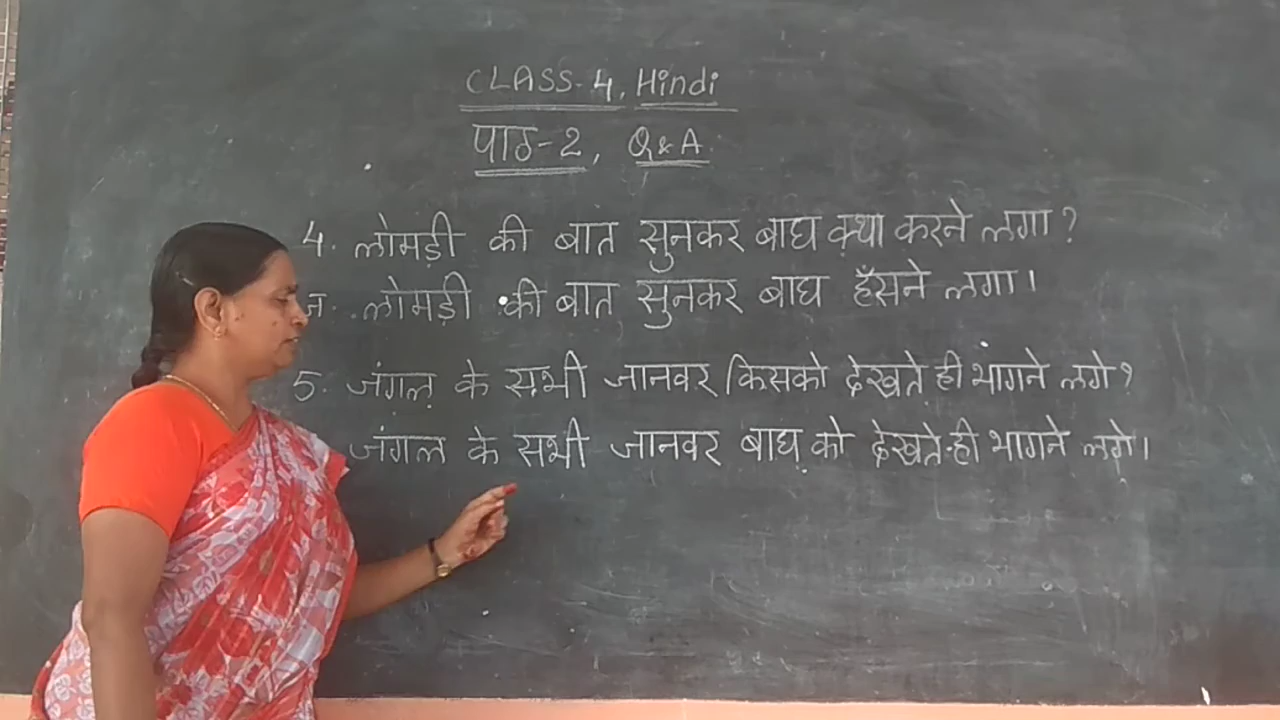 CLASS-4, Hindi
पाठ-2, Q & A.
4. लोमड़ी की बात सुनकर बाघ क्या करने लगा?
ज. लोमड़ी की बात सुनकर बाघ हँसने लगा।
5. जंगल के सभी जानवर किसको देखते ही भागने लगे?
जंगल के सभी जानवर बाघ को देखते ही भागने लगे।